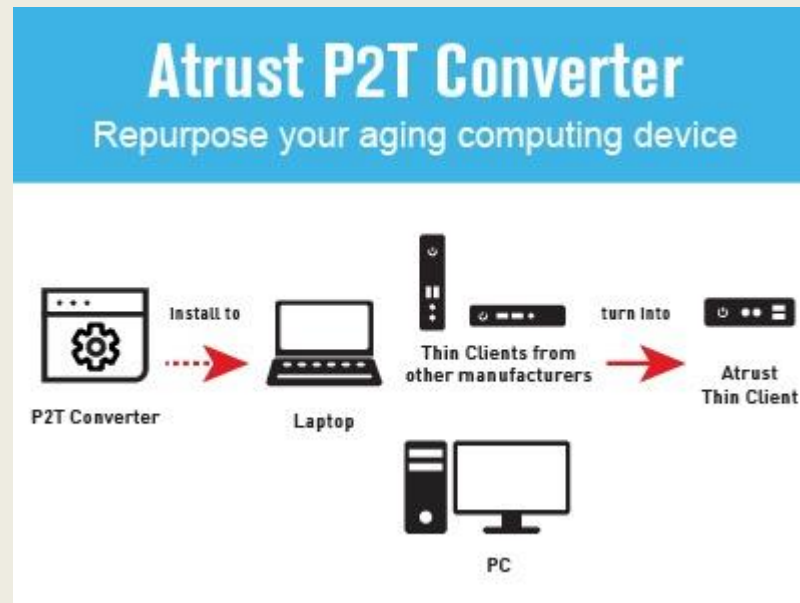 Atrust P2T Converter
Repurpose your aging computing device
Install to
turn into
Thin Clients from
other manufacturers
Atrust
Thin Client
P2T Converter
Laptop
PC